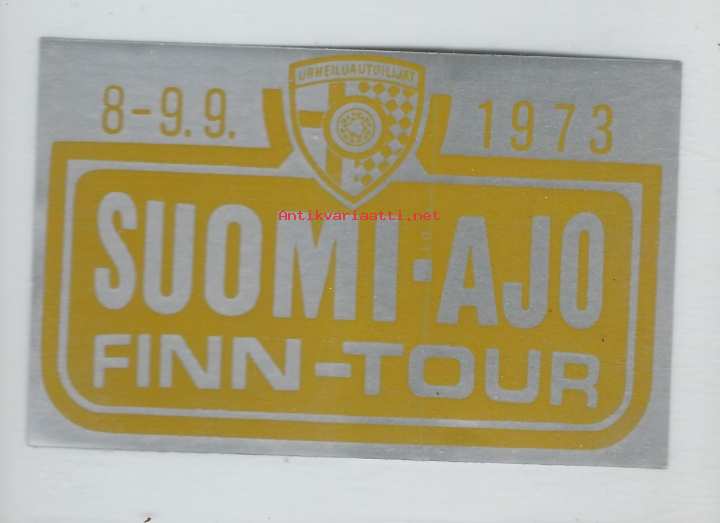 URHEILUAUTOILIJAT
8-9.9. 1973
Antikvariaatti.net
SUOMI-AJO
FINN-TOUR